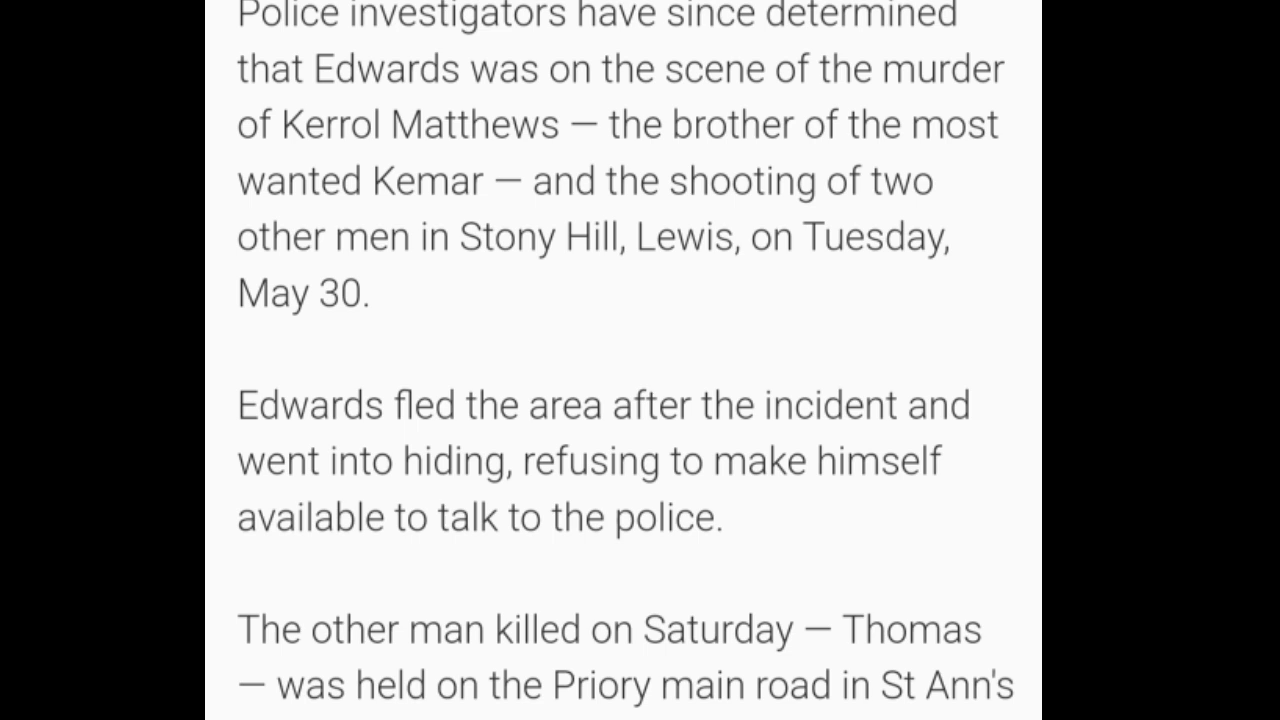 Police investigators have since determined
that Edwards was on the scene of the murder
of Kerrol Matthews — the brother of the most
wanted Kemar — and the shooting of two
other men in Stony Hill, Lewis, on Tuesday,
May 30.
Edwards fled the area after the incident and
went into hiding, refusing to make himself
available to talk to the police.
The other man killed on Saturday — Thomas
— was held on the Priory main road in St Ann's